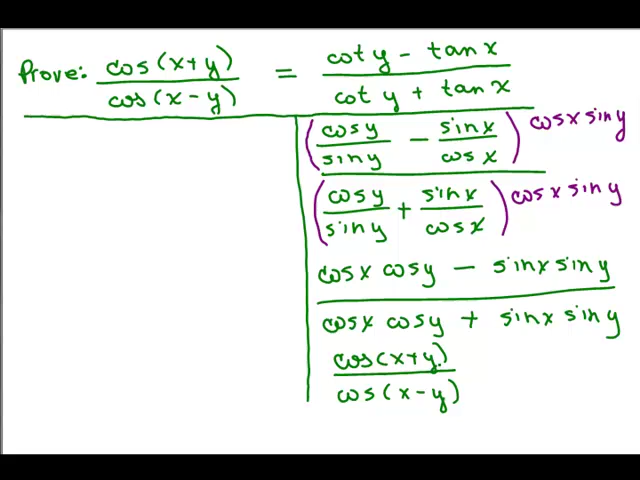 Prove: cos(x+y) / cos(x-y) = cot y - tan x / cot y + tan x
(cos y / sin y - sin x / cos x) cos x sin y
(cos y / sin y + sin x / cos x) cos x sin y
cos x cos y - sin x sin y
cos x cos y + sin x sin y
cos(x+y)
cos(x-y)